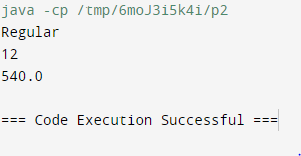 java -cp /tmp/6moJ3i5k4i/p2
Regular
12
540.0
=== Code Execution Successful ===